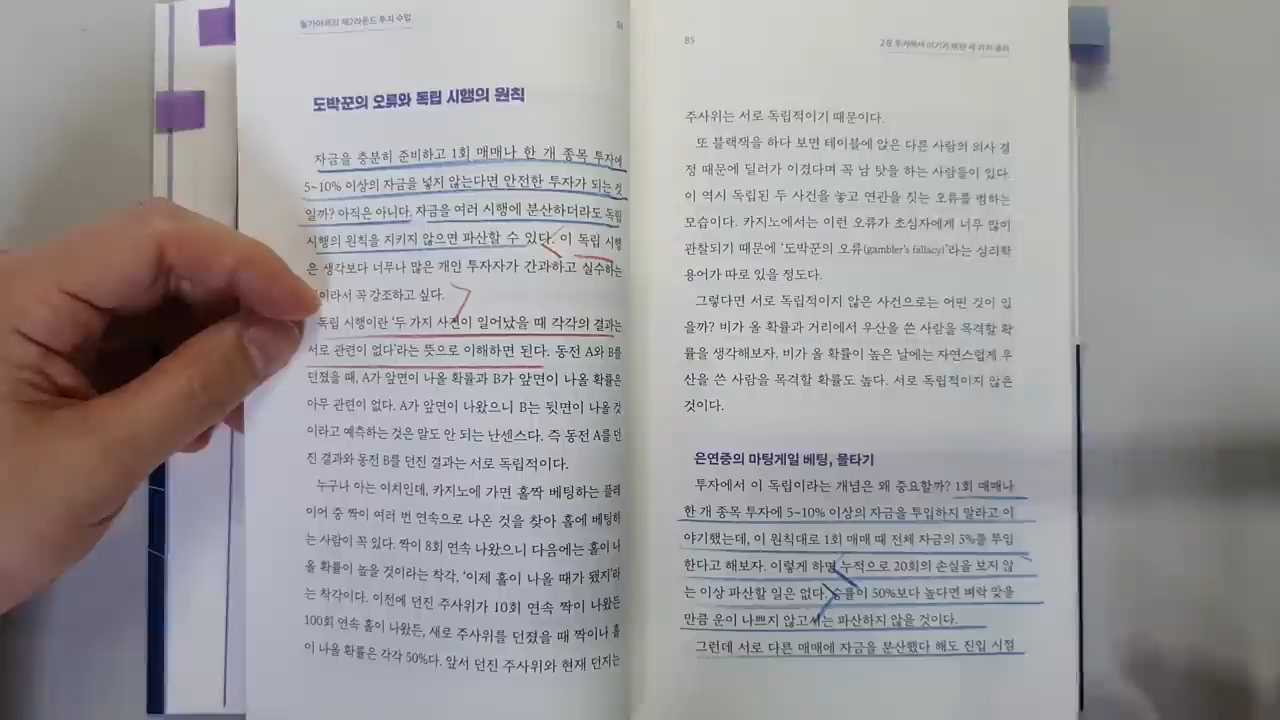 월가아재의 제2라운드 투자 수업
도박꾼의 오류와 독립 시행의 원칙
자금을 충분히 준비하고 1회 매매나 한 개 종목 투자에
5~10% 이상의 자금을 넣지 않는다면 안전한 투자가 되는 것
일까? 아직은 아니다. 자금을 여러 시행에 분산하더라도 독립
시행의 원칙을 지키지 않으면 파산할 수 있다. 이 독립 시행
은 생각보다 너무나 많은 개인 투자자가 간과하고 실수하는
이라서 꼭 강조하고 싶다.
독립 시행이란 ‘두 가지 사건이 일어났을 때 각각의 결과는
서로 관련이 없다’라는 뜻으로 이해하면 된다. 동전 A와 B를
던졌을 때, A가 앞면이 나올 확률과 B가 앞면이 나올 확률은
아무 관련이 없다. A가 앞면이 나왔으니 B는 뒷면이 나올 것
이라고 예측하는 것은 말도 안 되는 난센스다. 즉 동전 A를 던
진 결과와 동전 B를 던진 결과는 서로 독립적이다.
누구나 아는 이치인데, 카지노에 가면 홀짝 베팅하는 플레
이어 중 짝이 여러 번 연속으로 나온 것을 찾아 홀에 베팅하
는 사람이 꼭 있다. 짝이 8회 연속 나왔으니 다음에는 홀이 나
올 확률이 높을 것이라는 착각, ‘이제 홀이 나올 때가 됐지’라
는 착각이다. 이전에 던진 주사위가 10회 연속 짝이 나왔든
100회 연속 홀이 나왔든, 새로 주사위를 던졌을 때 짝이나 홀
이 나올 확률은 각각 50%다. 앞서 던진 주사위와 현재 던지는
85
2장 투자에서 이기기 위한 세 가지 총알
주사위는 서로 독립적이기 때문이다.
또 블랙잭을 하다 보면 테이블에 앉은 다른 사람의 의사 결
정 때문에 딜러가 이겼다며 꼭 남 탓을 하는 사람들이 있다.
이 역시 독립된 두 사건을 놓고 연관을 짓는 오류를 범하는
모습이다. 카지노에서는 이런 오류가 초심자에게 너무 많이
관찰되기 때문에 ‘도박꾼의 오류(gambler’s fallacy)’라는 심리학
용어가 따로 있을 정도다.
그렇다면 서로 독립적이지 않은 사건으로는 어떤 것이 있
을까? 비가 올 확률과 거리에서 우산을 쓴 사람을 목격할 확
률을 생각해보자. 비가 올 확률이 높은 날에는 자연스럽게 우
산을 쓴 사람을 목격할 확률도 높다. 서로 독립적이지 않은
것이다.
은연중의 마팅게일 베팅, 물타기
투자에서 이 독립이라는 개념은 왜 중요할까? 1회 매매나
한 개 종목 투자에 5~10% 이상의 자금을 투입하지 말라고 이
야기했는데, 이 원칙대로 1회 매매 때 전체 자금의 5%를 투입
한다고 해보자. 이렇게 하면 누적으로 20회의 손실을 보지 않
는 이상 파산할 일은 없다. 승률이 50%보다 높다면 벼락 맞을
만큼 운이 나쁘지 않고서는 파산하지 않을 것이다.
그런데 서로 다른 매매에 자금을 분산했다 해도 진입 시점